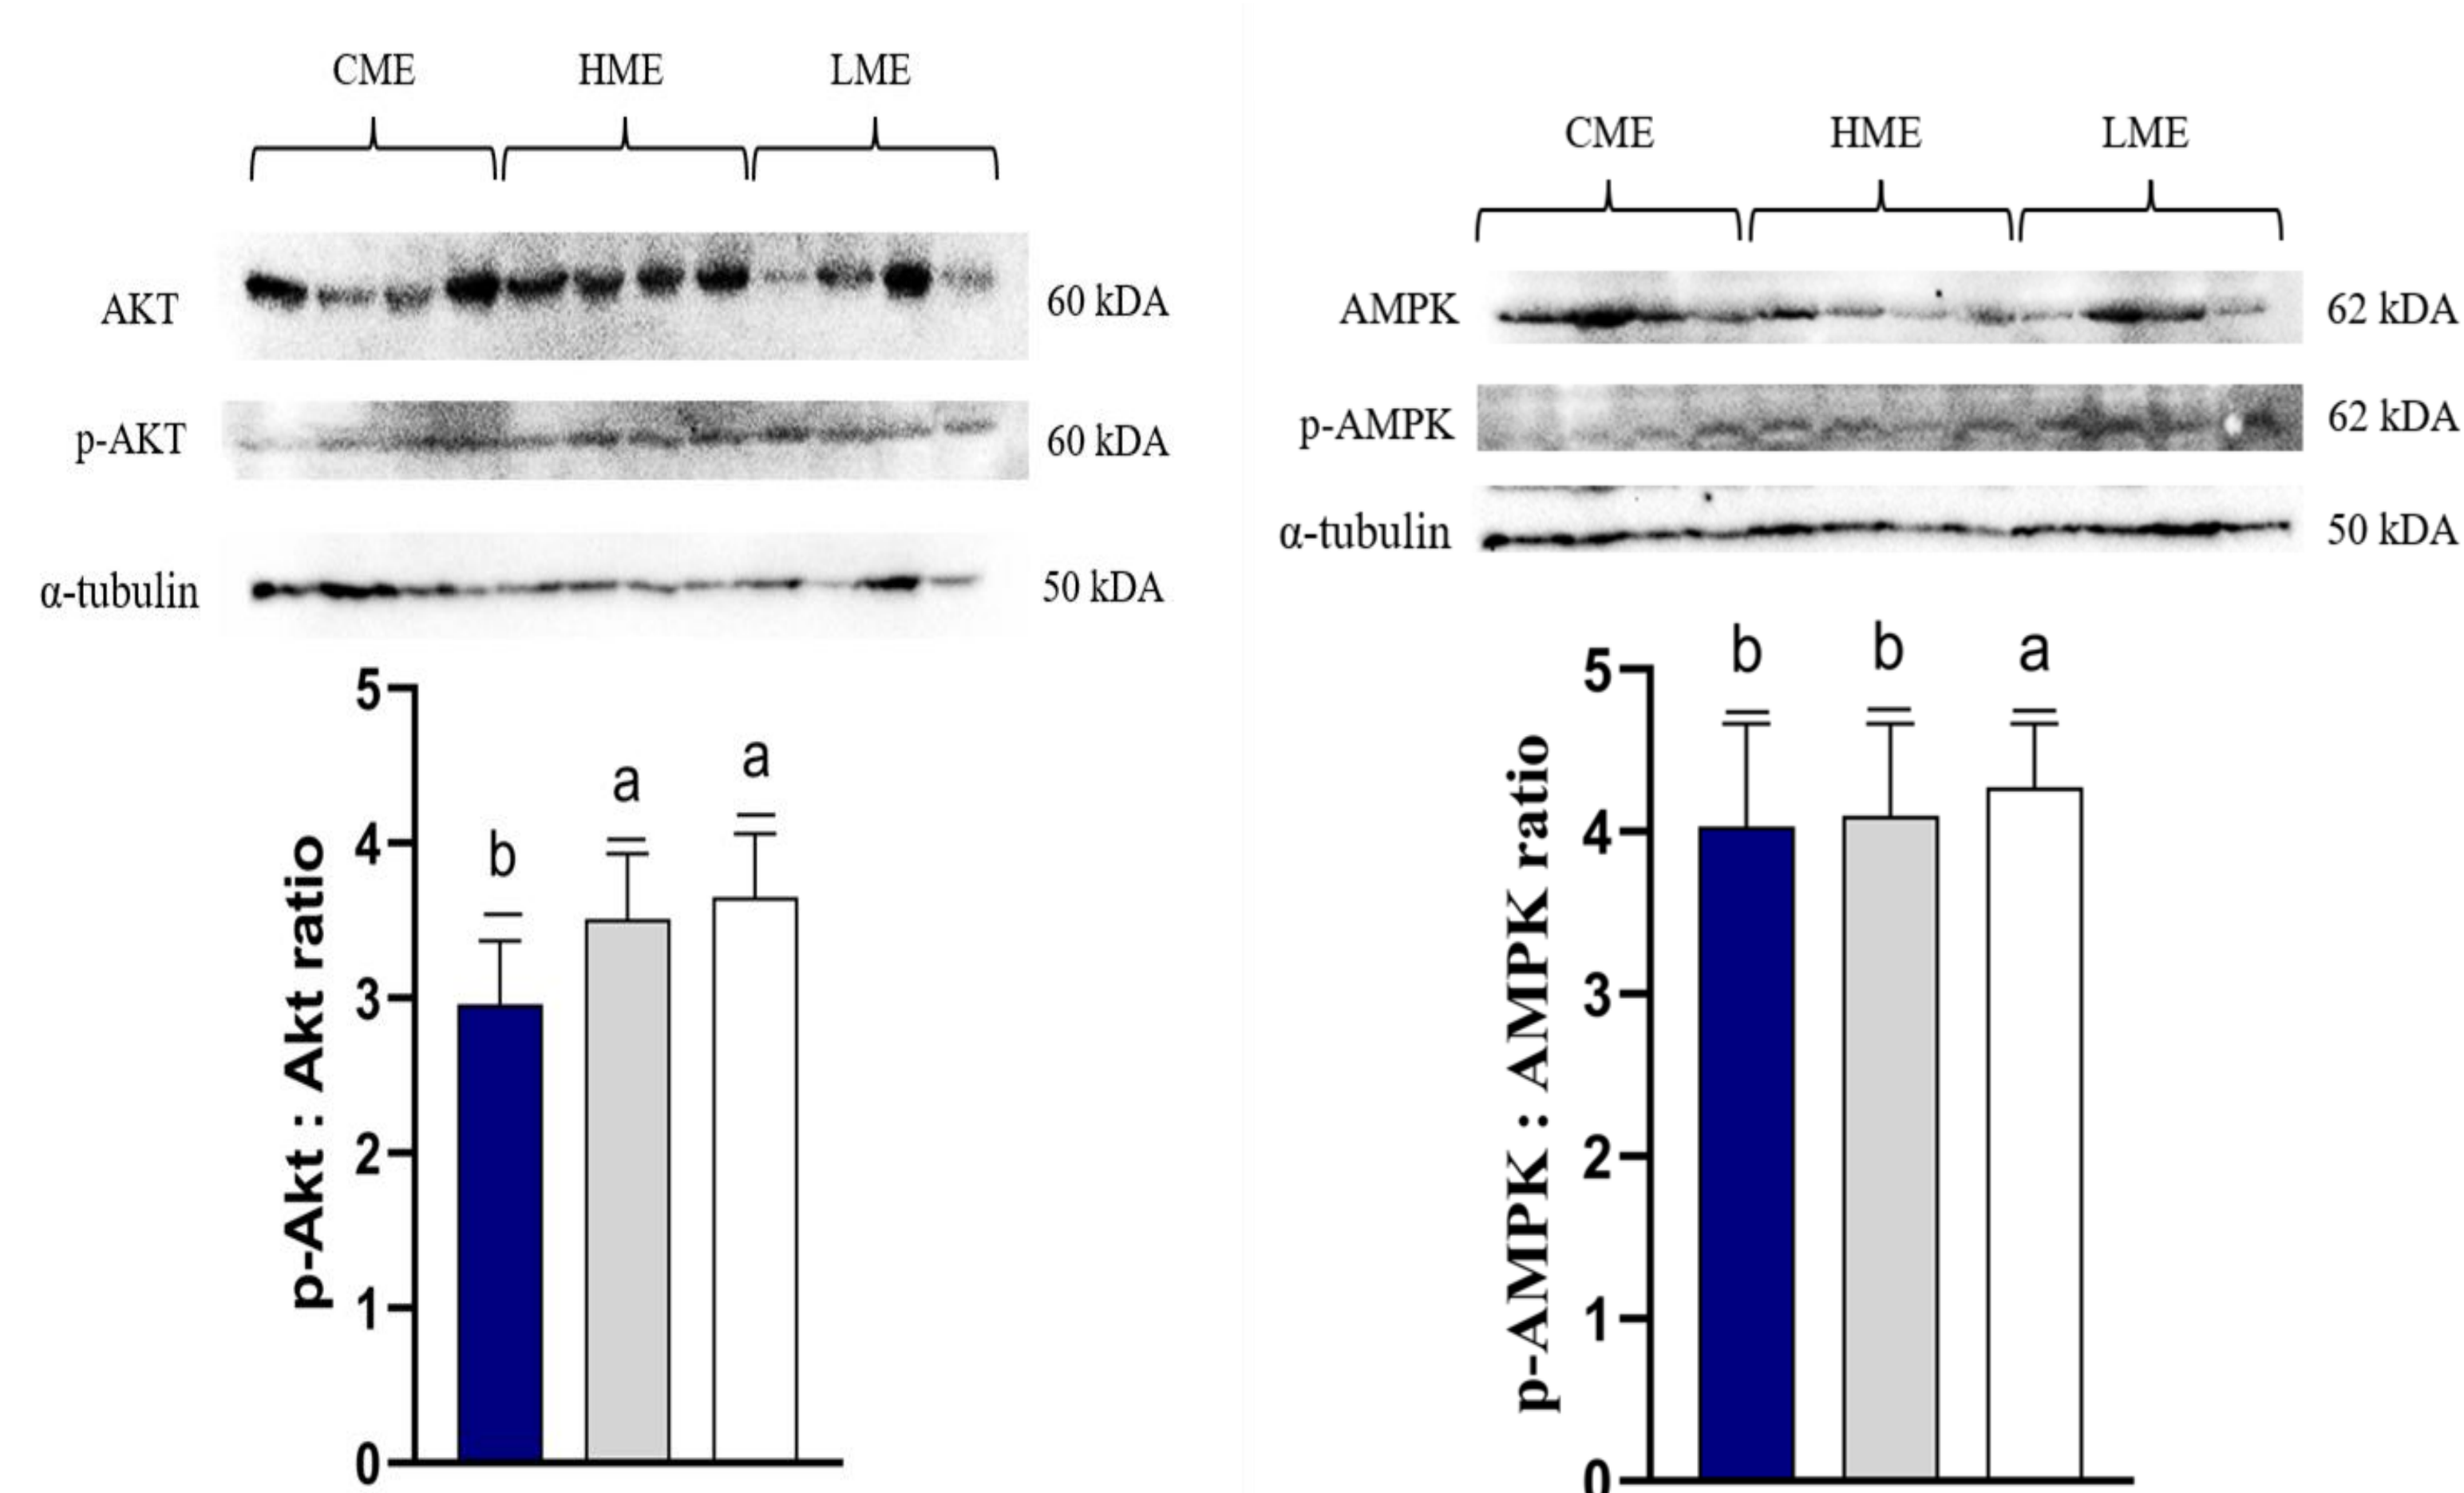 CME HME LME
AKT 60 kDA
p-AKT 60 kDA
α-tubulin 50 kDA
p-Akt : Akt ratio
5
4
3
2
1
0
b a a
CME HME LME
AMPK 62 kDA
p-AMPK 62 kDA
α-tubulin 50 kDA
p-AMPK : AMPK ratio
5
4
3
2
1
0
b b a